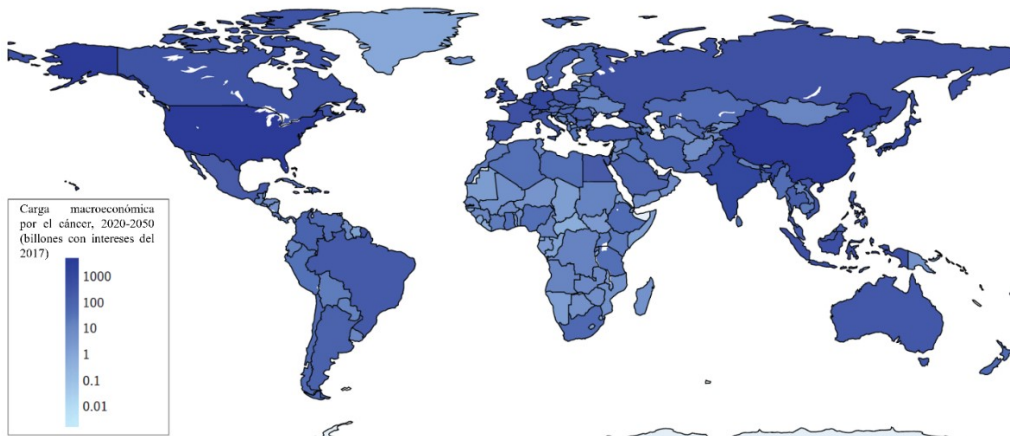 Carga macroeconómica
por el cáncer, 2020-2050
(billones con intereses del
2017)
1000
100
10
1
0.1
0.01